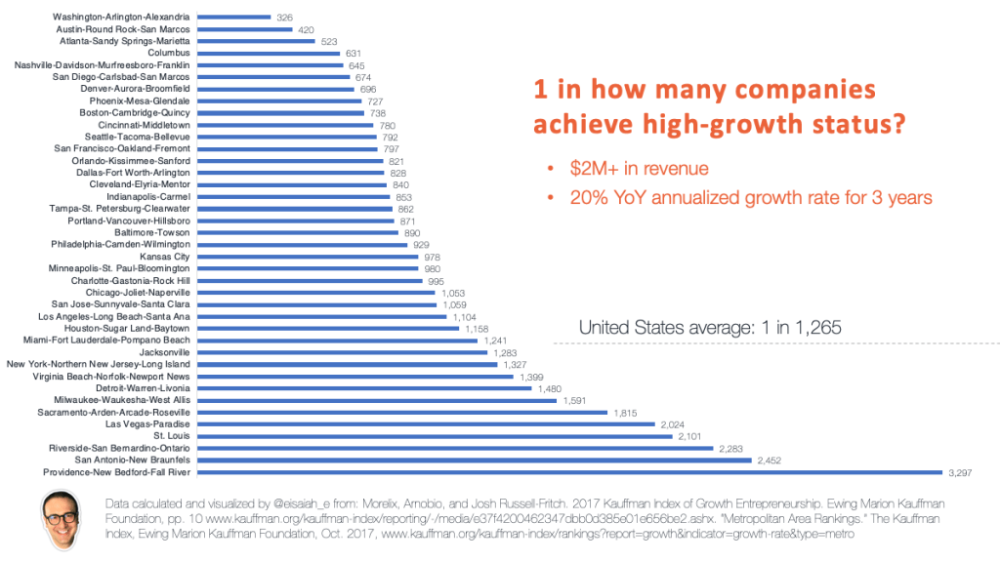 Washington-Arlington-Alexandria 326
Austin-Round Rock-San Marcos 420
Atlanta-Sandy Springs-Marietta 523
Columbus 631
Nashville-Davidson-Murfreesboro-Franklin 645
San Diego-Carlsbad-San Marcos 674
Denver-Aurora-Broomfield 696
Phoenix-Mesa-Glendale 727
Boston-Cambridge-Quincy 738
Cincinnati-Middletown 780
Seattle-Tacoma-Bellevue 792
San Francisco-Oakland-Fremont 797
Orlando-Kissimmee-Sanford 821
Dallas-Fort Worth-Arlington 828
Cleveland-Elyria-Mentor 840
Indianapolis-Carmel 853
Tampa-St. Petersburg-Clearwater 862
Portland-Vancouver-Hillsboro 871
Baltimore-Towson 890
Philadelphia-Camden-Wilmington 929
Kansas City 978
Minneapolis-St. Paul-Bloomington 980
Charlotte-Gastonia-Rock Hill 995
Chicago-Joliet-Naperville 1,053
San Jose-Sunnyvale-Santa Clara 1,059
Los Angeles-Long Beach-Santa Ana 1,104
Houston-Sugar Land-Baytown 1,158
Miami-Fort Lauderdale-Pompano Beach 1,241
Jacksonville 1,283
New York-Northern New Jersey-Long Island 1,327
Virginia Beach-Norfolk-Newport News 1,399
Detroit-Warren-Livonia 1,480
Milwaukee-Waukesha-West Allis 1,591
Sacramento-Arden-Arcade-Roseville 1,815
Las Vegas-Paradise 2,024
St. Louis 2,101
Riverside-San Bernardino-Ontario 2,283
San Antonio-New Braunfels 2,452
Providence-New Bedford-Fall River 3,297
1 in how many companies
achieve high-growth status?
• $2M+ in revenue
• 20% YoY annualized growth rate for 3 years
United States average: 1 in 1,265
Data calculated and visualized by @eisaiah_e from: Morelix, Arnobio, and Josh Russell-Fritch. 2017 Kauffman Index of Growth Entrepreneurship. Ewing Marion Kauffman
Foundation, pp. 10 www.kauffman.org/kauffman-index/reporting/-/media/e37f4200462347dbb0d385e01e656be2.ashx. "Metropolitan Area Rankings." The Kauffman
Index, Ewing Marion Kauffman Foundation, Oct. 2017, www.kauffman.org/kauffman-index/rankings?report=growth&indicator=growth-rate&type=metro